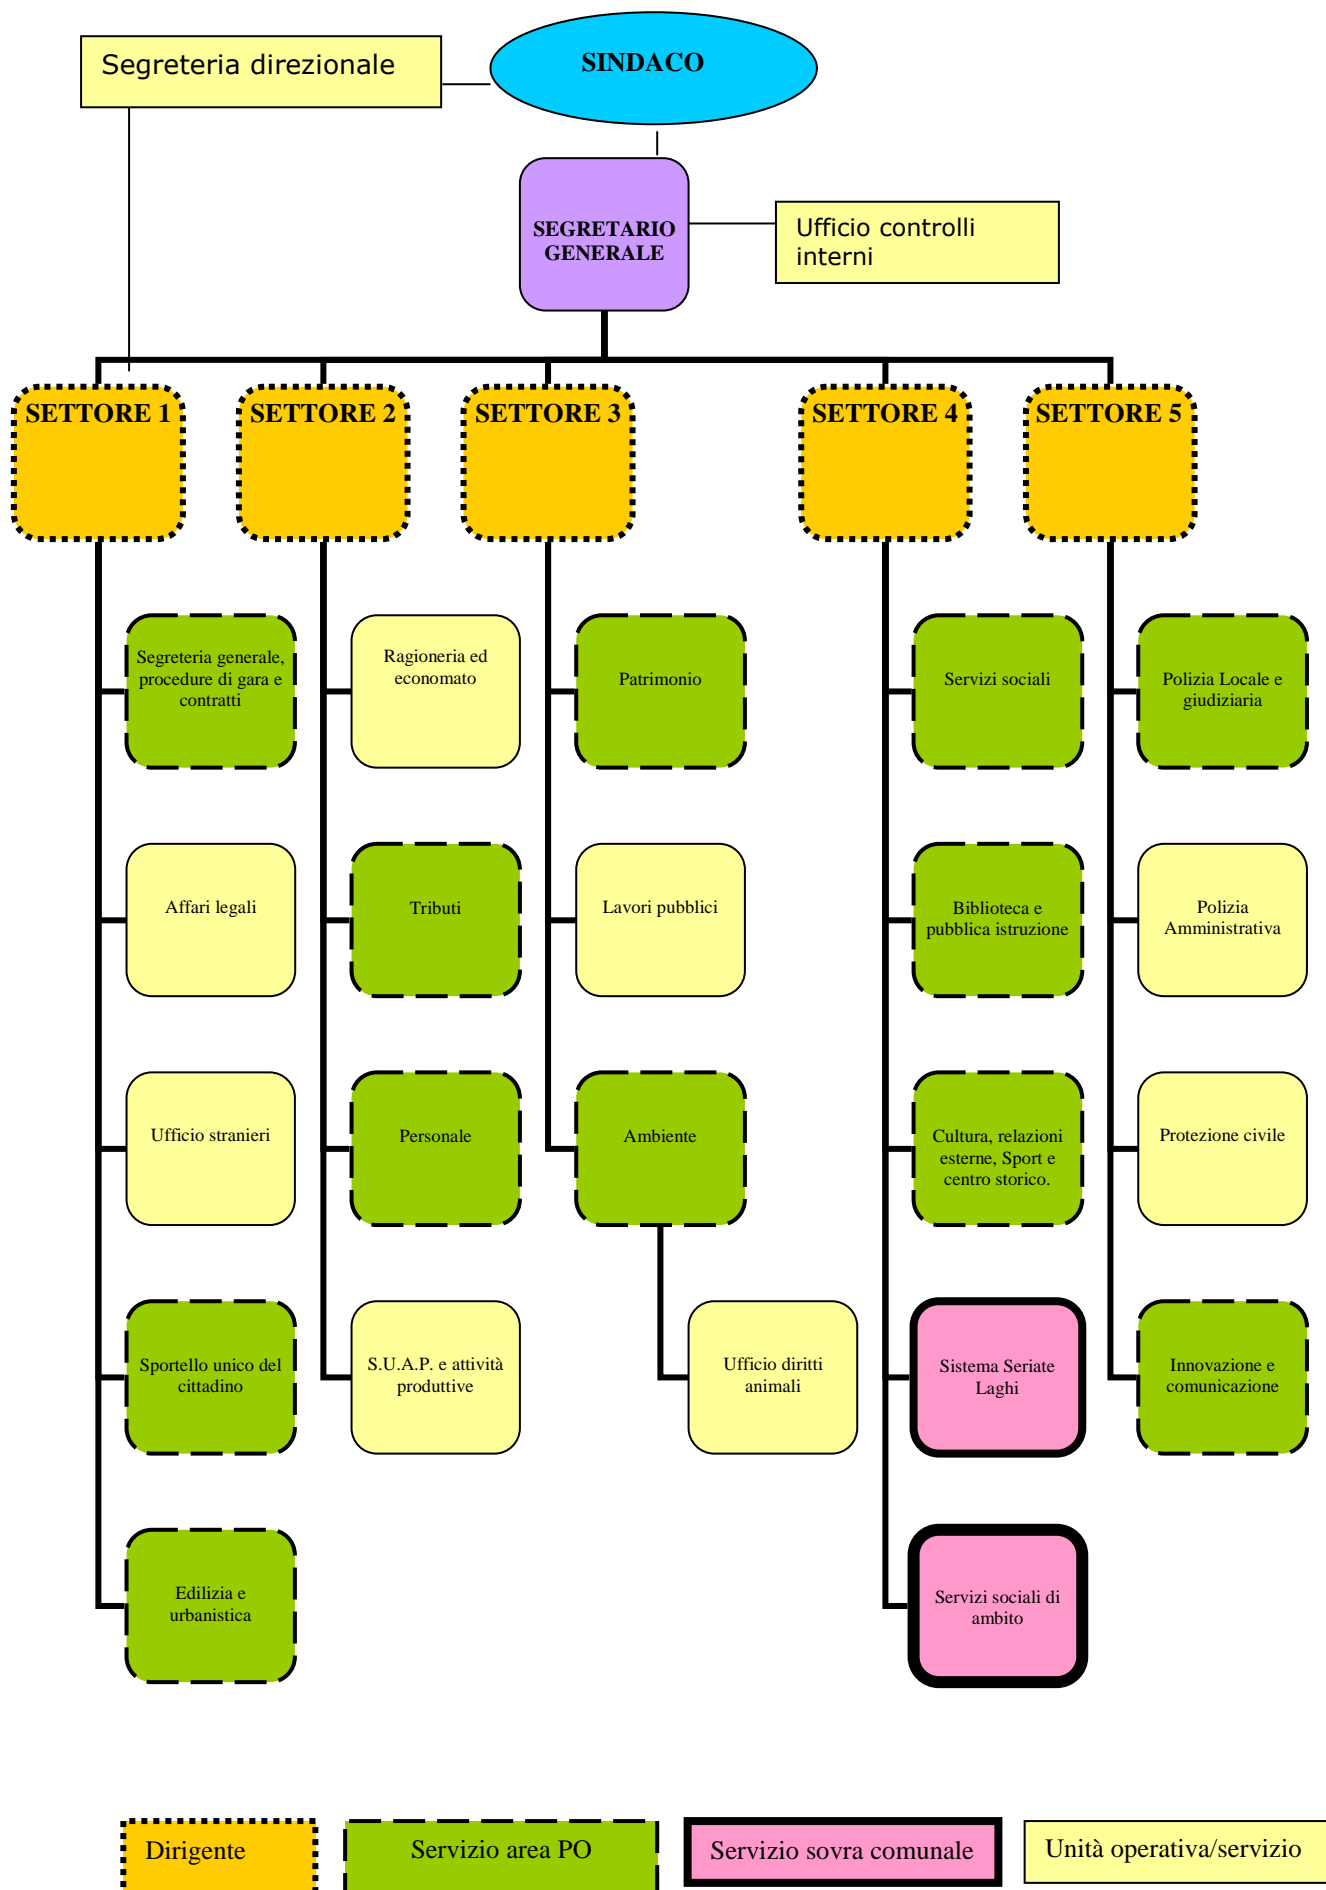 Segreteria direzionale
SINDACO
SEGRETARIO
GENERALE
Ufficio controlli
interni
SETTORE 1
SETTORE 2
SETTORE 3
SETTORE 4
SETTORE 5
Segreteria generale,
procedure di gara e
contratti
Ragioneria ed
economato
Patrimonio
Servizi sociali
Polizia Locale e
giudiziaria
Affari legali
Tributi
Lavori pubblici
Biblioteca e
pubblica istruzione
Polizia
Amministrativa
Ufficio stranieri
Personale
Ambiente
Cultura, relazioni
esterne, Sport e
centro storico.
Protezione civile
Sportello unico del
cittadino
S.U.A.P. e attività
produttive
Ufficio diritti
animali
Sistema Seriate
Laghi
Innovazione e
comunicazione
Edilizia e
urbanistica
Servizi sociali di
ambito
Dirigente
Servizio area PO
Servizio sovra comunale
Unità operativa/servizio